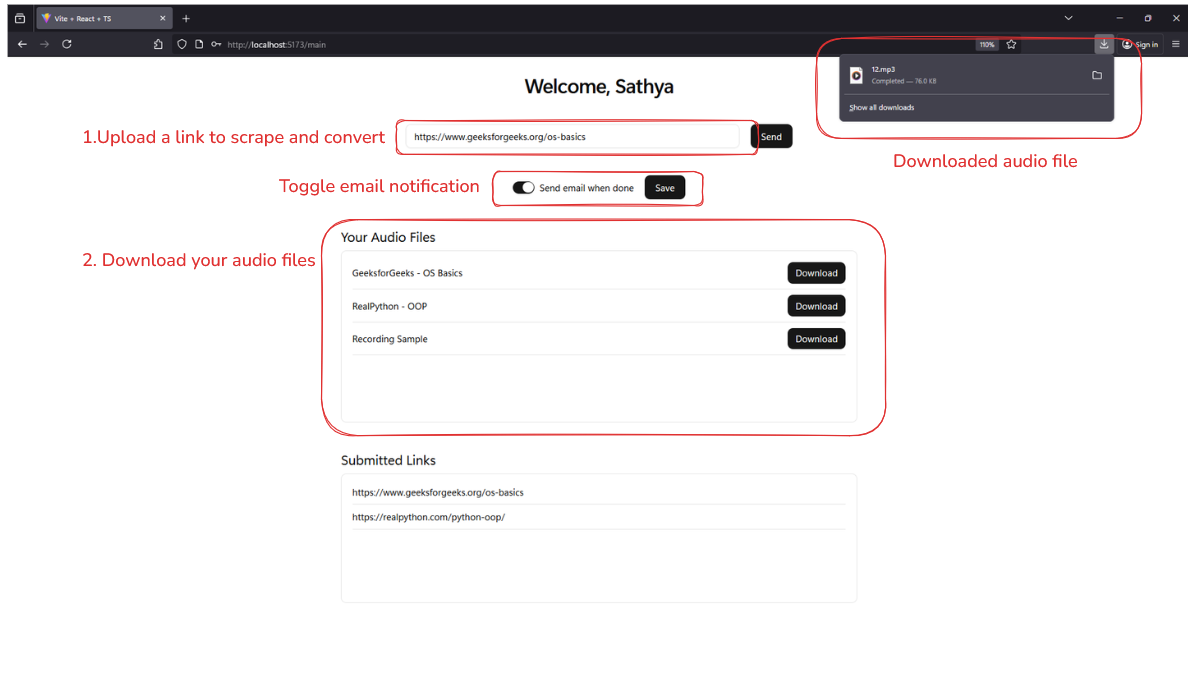 Vite + React + TS
http://localhost:5173/main
110%
Sign in
12.mp3
Completed — 76.0 KB
Show all downloads
Downloaded audio file
Welcome, Sathya
1.Upload a link to scrape and convert
https://www.geeksforgeeks.org/os-basics
Send
Toggle email notification
Send email when done
Save
2. Download your audio files
Your Audio Files
GeeksforGeeks - OS Basics
Download
RealPython - OOP
Download
Recording Sample
Download
Submitted Links
https://www.geeksforgeeks.org/os-basics
https://realpython.com/python-oop/